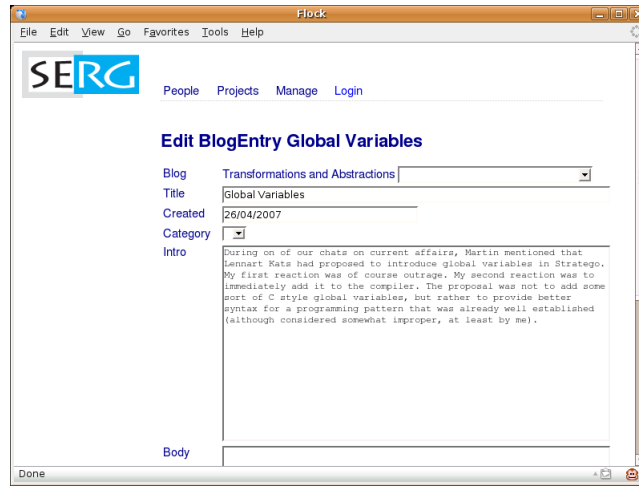 Flock
File Edit View Go Favorites Tools Help
SERG
People Projects Manage Login
Edit BlogEntry Global Variables
Blog Transformations and Abstractions
Title Global Variables
Created 26/04/2007
Category
Intro During on of our chats on current affairs, Martin mentioned that
Lennart Kats had proposed to introduce global variables in Stratego.
My first reaction was of course outrage. My second reaction was to
immediately add it to the compiler. The proposal was not to add some
sort of C style global variables, but rather to provide better
syntax for a programming pattern that was already well established
(although considered somewhat improper, at least by me).
Body
Done